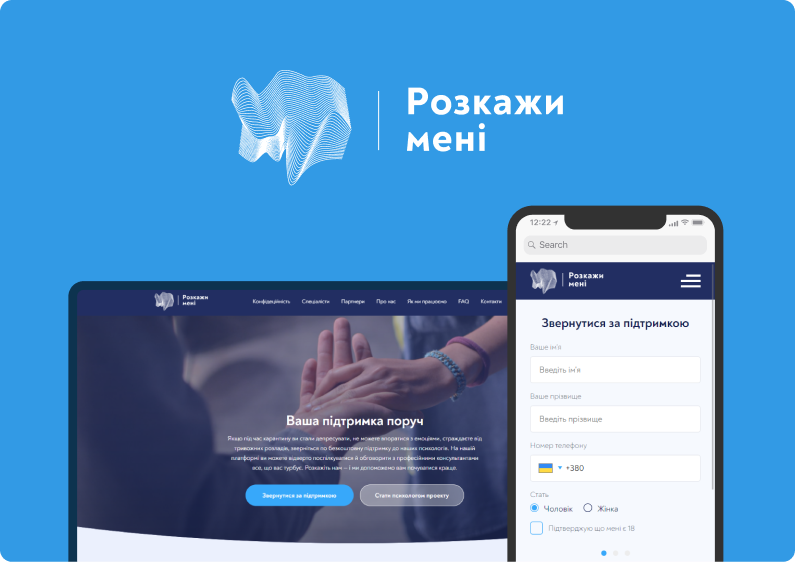 Розкажи
мені
Розкажи
мені
Конфіденційність Спеціалісти Партнери Про нас Як ми працюємо FAQ Контакти
Ваша підтримка поруч
Якщо під час карантину ви стали депресувати, не можете впоратися з емоціями, страждаєте від
тривожних розладів, зверніться по безкоштовну підтримку до наших психологів. На нашій
платформі ви можете відверто поспілкуватися й обговорити з професійними консультантами
все, що вас турбує. Розкажіть нам – і ми допоможемо вам почуватися краще.
Звернутися за підтримкою Стати психологом проекту
12:22
Search
Розкажи
мені
Звернутися за підтримкою
Ваше ім'я
Введіть ім'я
Ваше прізвище
Введіть прізвище
Номер телефону
+380
Стать
Чоловік Жінка
Підтверджую що мені є 18